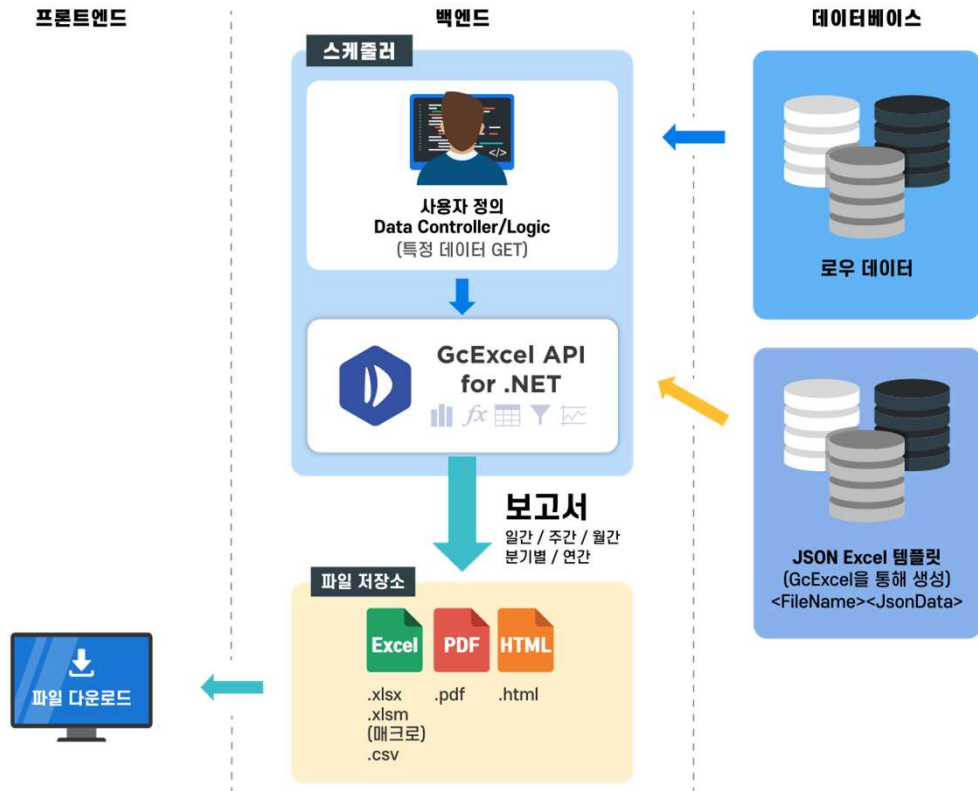 프론트엔드
백엔드
데이터베이스
스케줄러
</>
사용자 정의
Data Controller/Logic
(특정 데이터 GET)
로우 데이터
GcExcel API
for .NET
fx
보고서
일간 / 주간 / 월간
분기별 / 연간
JSON Excel 템플릿
(GcExcel을 통해 생성)
<FileName><JsonData>
파일 저장소
Excel
PDF
HTML
.xlsx
.xlsm
(매크로)
.csv
.pdf
.html
파일 다운로드